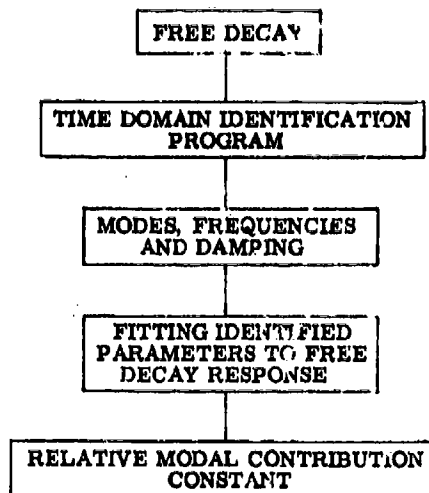 FREE DECAY
TIME DOMAIN IDENTIFICATION
PROGRAM
MODES, FREQUENCIES
AND DAMPING
FITTING IDENTIFIED
PARAMETERS TO FREE
DECAY RESPONSE
RELATIVE MODAL CONTRIBUTION
CONSTANT